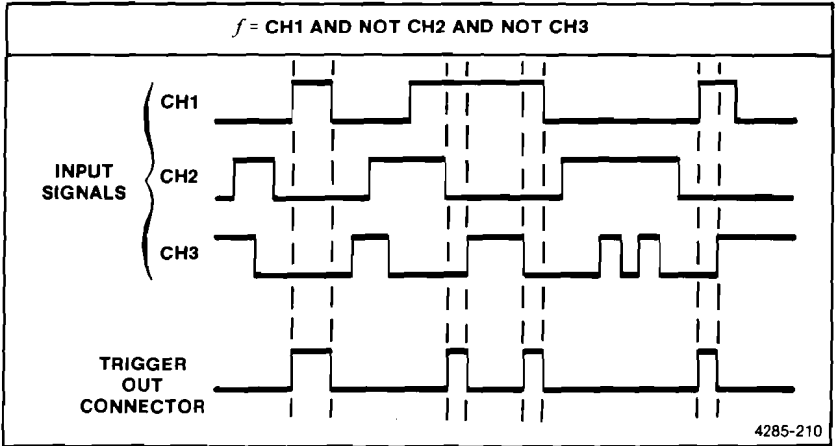 f = CH1 AND NOT CH2 AND NOT CH3
CH1
INPUT
SIGNALS
CH2
CH3
TRIGGER
OUT
CONNECTOR
4285-210